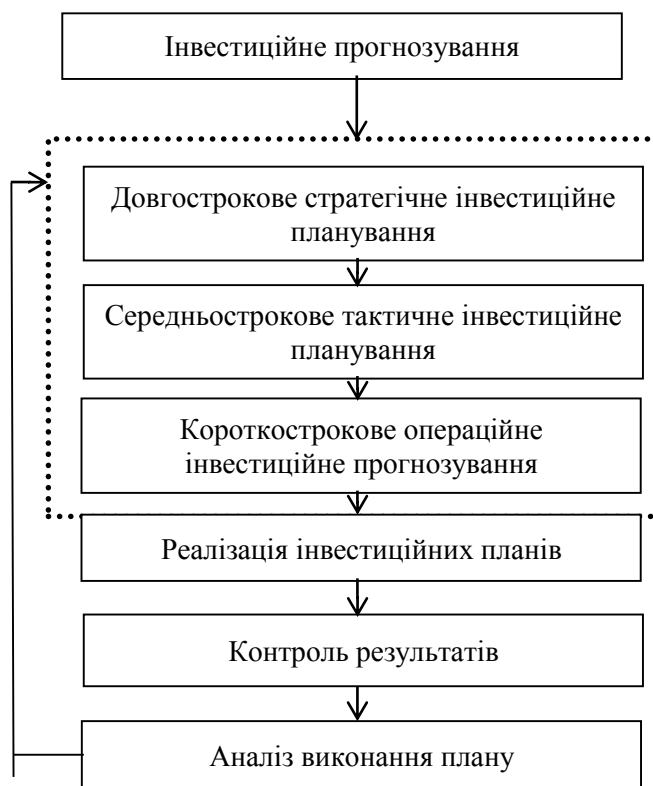 Інвестиційне прогнозування
Довгострокове стратегічне інвестиційне
планування
Середньострокове тактичне інвестиційне
планування
Короткострокове операційне
інвестиційне прогнозування
Реалізація інвестиційних планів
Контроль результатів
Аналіз виконання плану